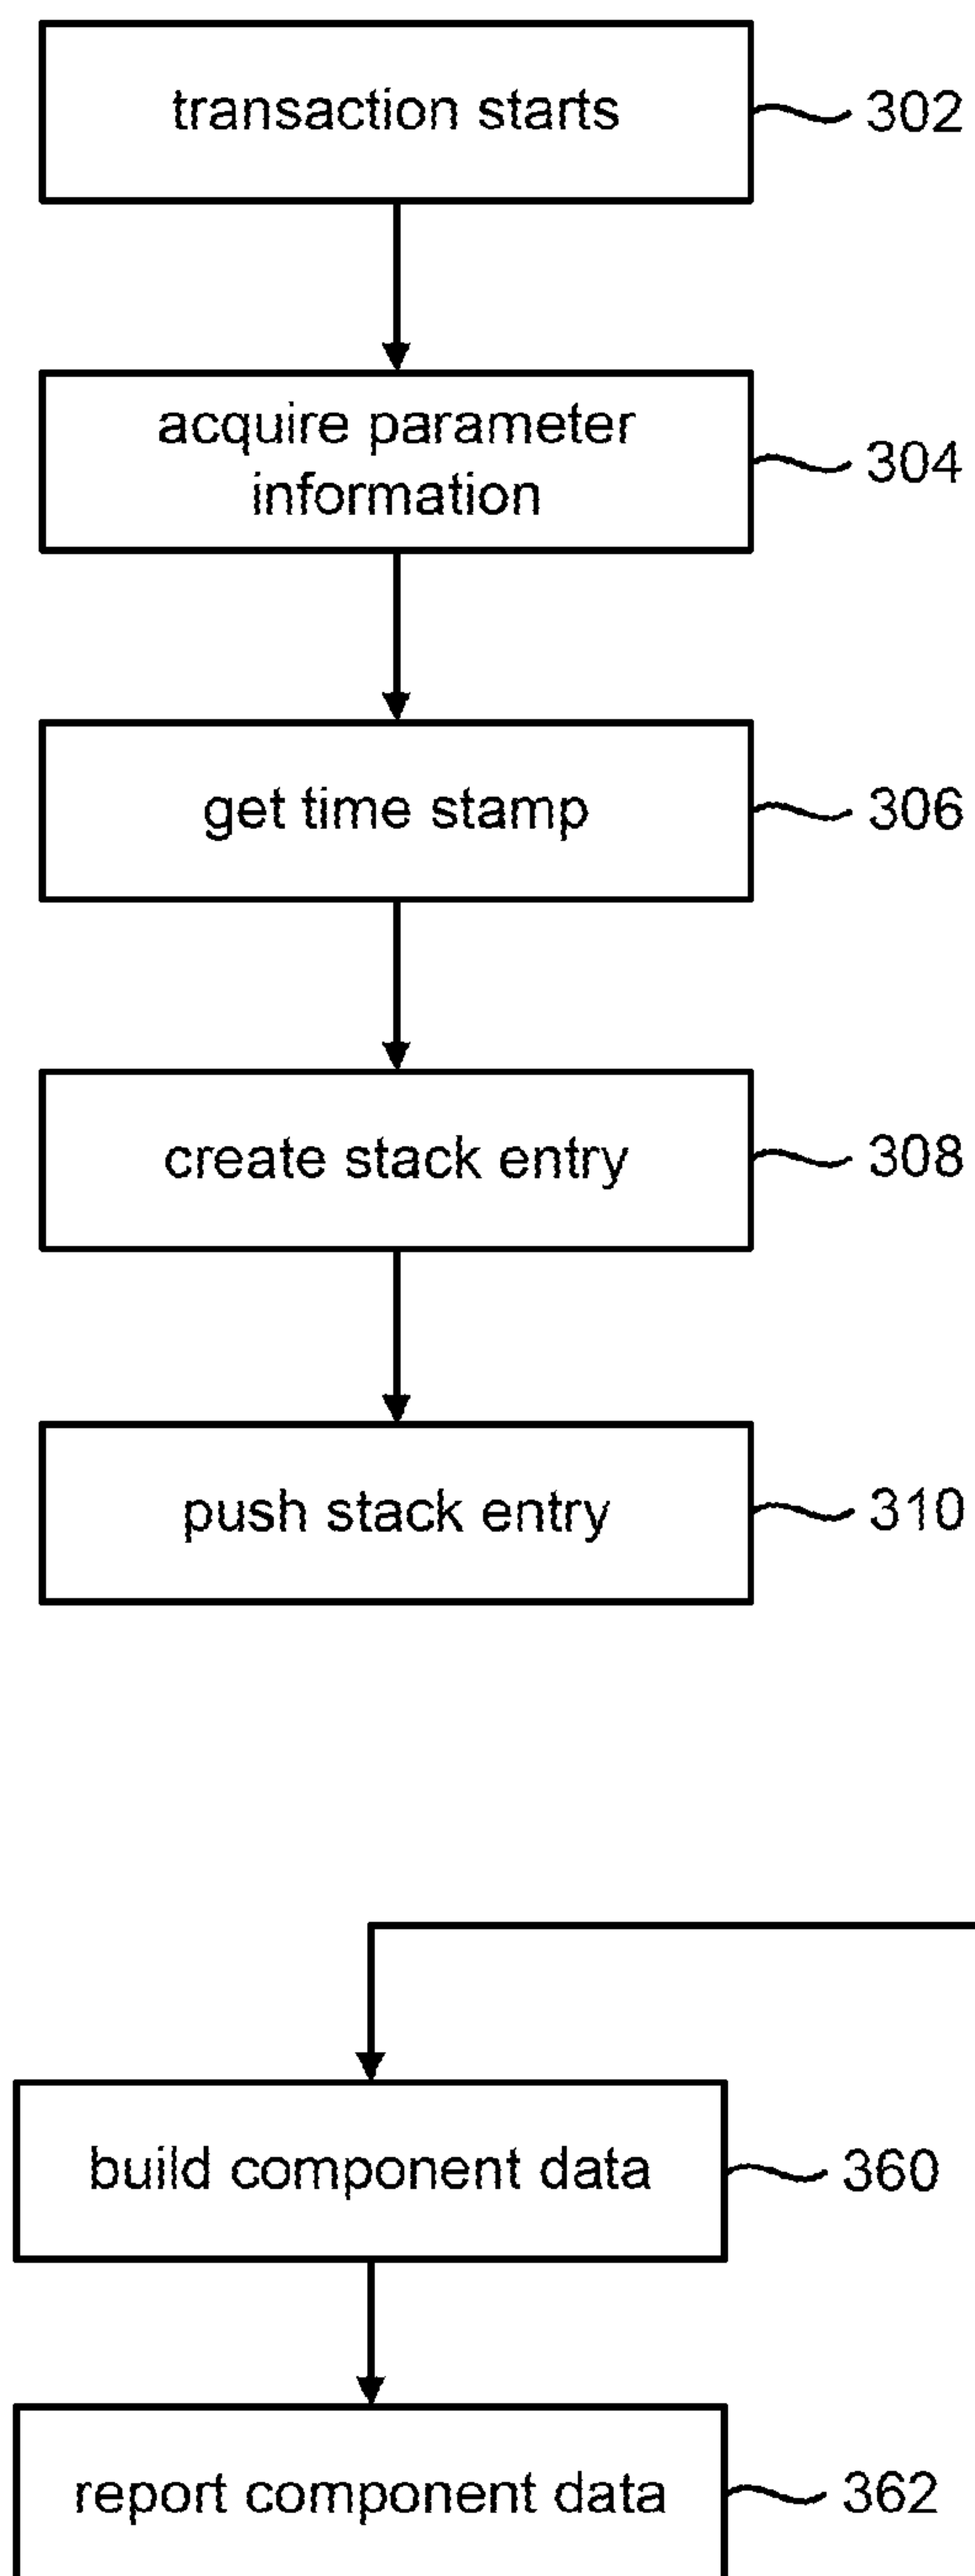 transaction starts
302
acquire parameter
information
304
get time stamp
306
create stack entry
308
push stack entry
310
build component data
360
report component data
362